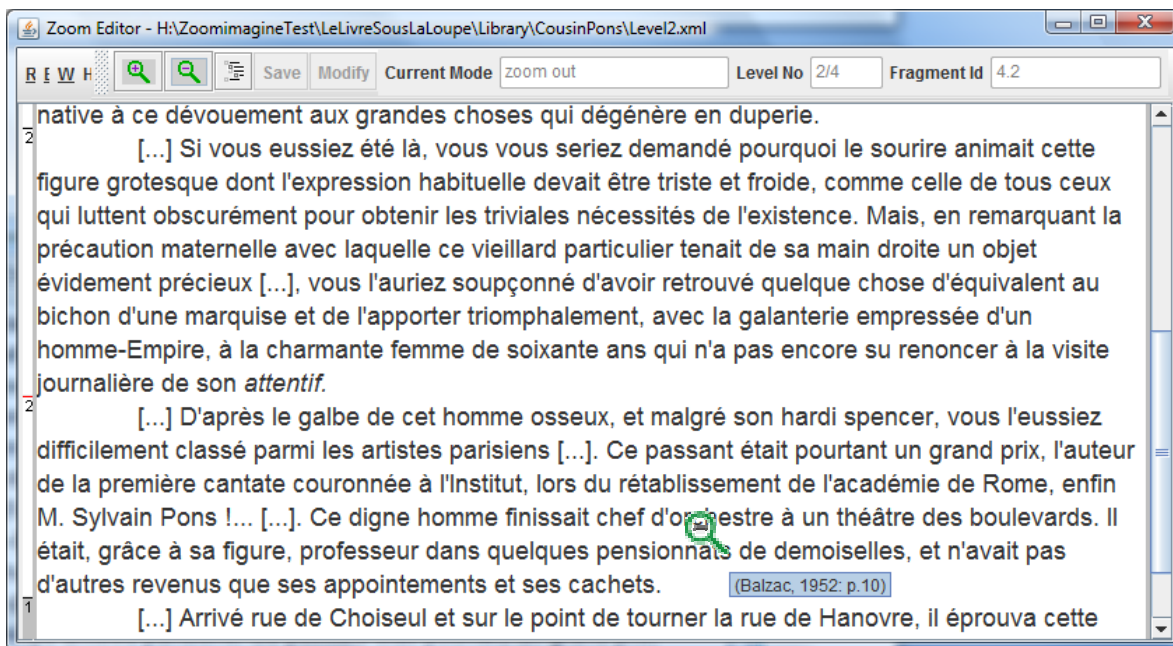 Zoom Editor - H:\ZoomimagineTest\LeLivreSousLaLoupe\Library\CousinPons\Level2.xml
R E W H Save Modify Current Mode zoom out Level No 2/4 Fragment Id 4.2
native à ce dévouement aux grandes choses qui dégénère en duperie.
2
[...] Si vous eussiez été là, vous vous seriez demandé pourquoi le sourire animait cette
figure grotesque dont l'expression habituelle devait être triste et froide, comme celle de tous ceux
qui luttent obscurément pour obtenir les triviales nécessités de l'existence. Mais, en remarquant la
précaution maternelle avec laquelle ce vieillard particulier tenait de sa main droite un objet
évidement précieux [...], vous l'auriez soupçonné d'avoir retrouvé quelque chose d'équivalent au
bichon d'une marquise et de l'apporter triomphalement, avec la galanterie empressée d'un
homme-Empire, à la charmante femme de soixante ans qui n'a pas encore su renoncer à la visite
journalière de son attentif.
2
[...] D'après le galbe de cet homme osseux, et malgré son hardi spencer, vous l'eussiez
difficilement classé parmi les artistes parisiens [...]. Ce passant était pourtant un grand prix, l'auteur
de la première cantate couronnée à l'Institut, lors du rétablissement de l'académie de Rome, enfin
M. Sylvain Pons !... [...]. Ce digne homme finissait chef d'orchestre à un théâtre des boulevards. Il
était, grâce à sa figure, professeur dans quelques pensionnats de demoiselles, et n'avait pas
d'autres revenus que ses appointements et ses cachets. (Balzac, 1952: p.10)
1
[...] Arrivé rue de Choiseul et sur le point de tourner la rue de Hanovre, il éprouva cette